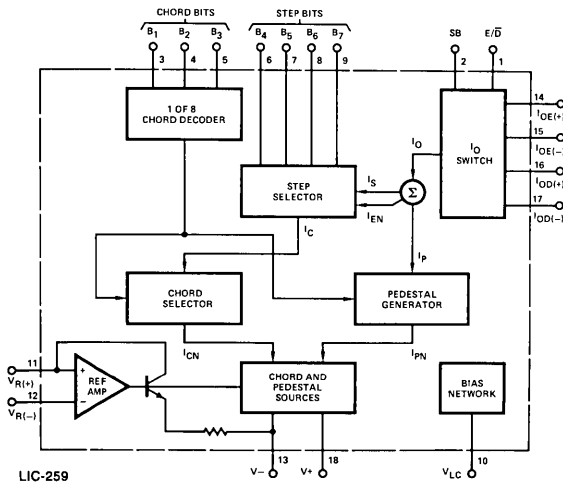 CHORD BITS
STEP BITS
B1 B2 B3 B4 B5 B6 B7 SB E/D̅
3 4 5 6 7 8 9 2 1
1 OF 8
CHORD DECODER
14
IOE(+)
15
IOE(−)
16
IOD(+)
17
IOD(−)
IO
SWITCH
IO
STEP
SELECTOR
IS
Σ
IEN
IC
IP
CHORD
SELECTOR
PEDESTAL
GENERATOR
ICN
IPN
11
VR(+)
+
REF
AMP
12
VR(−)
−
CHORD AND
PEDESTAL
SOURCES
BIAS
NETWORK
13 18 10
V− V+ VLC
LIC-259